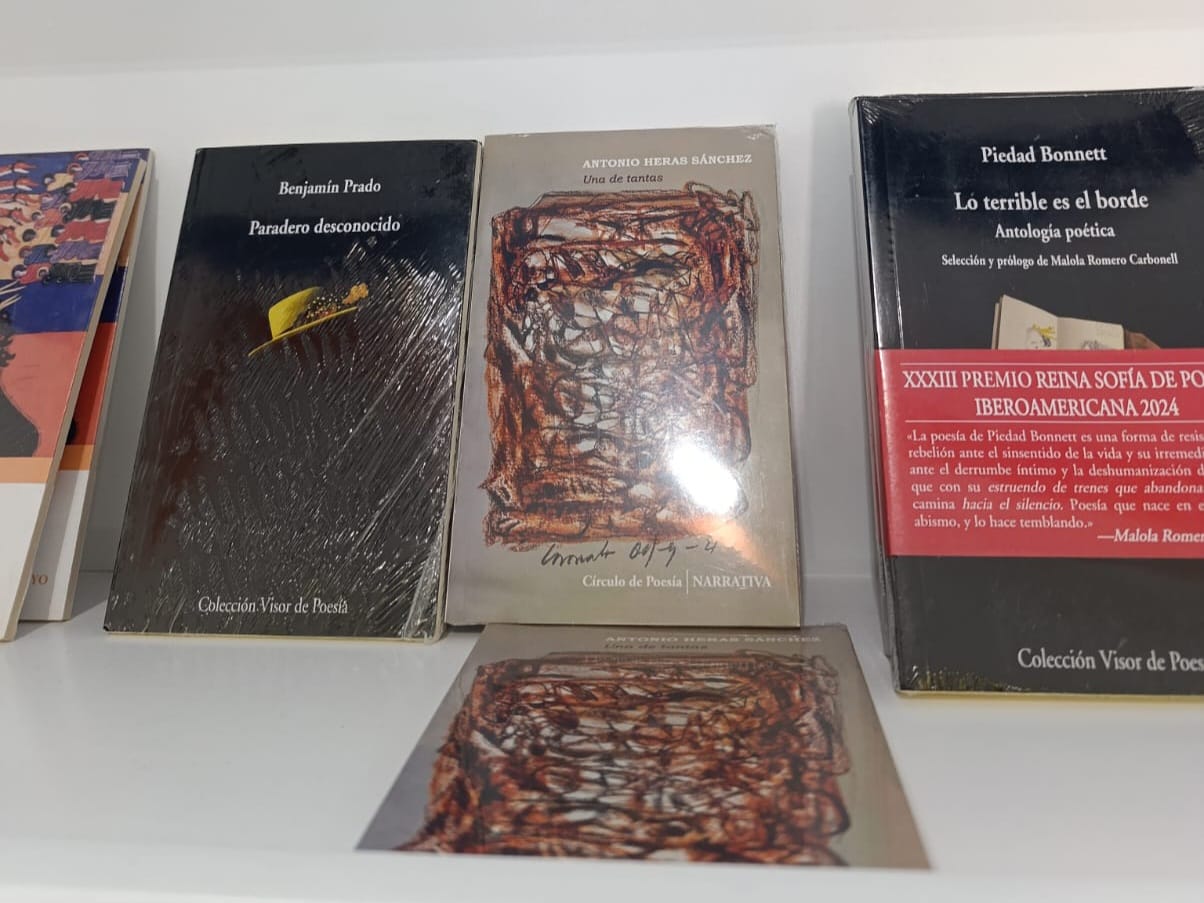 YO
Benjamín Prado
Paradero desconocido
Colección Visor de Poesía
ANTONIO HERAS SÁNCHEZ
Una de tantas
Círculo de Poesía | NARRATIVA
ANTONIO HERAS SÁNCHEZ
Una de tantas
Piedad Bonnett
Lo terrible es el borde
Antología poética
Selección y prólogo de Malola Romero Carbonell
XXXIII PREMIO REINA SOFÍA DE PO
IBEROAMERICANA 2024
«La poesía de Piedad Bonnett es una forma de resis
rebelión ante el sinsentido de la vida y su irremedi
ante el derrumbe íntimo y la deshumanización d
que con su estruendo de trenes que abandona
camina hacia el silencio. Poesía que nace en e
abismo, y lo hace temblando.»
—Malola Romer
Colección Visor de Poes